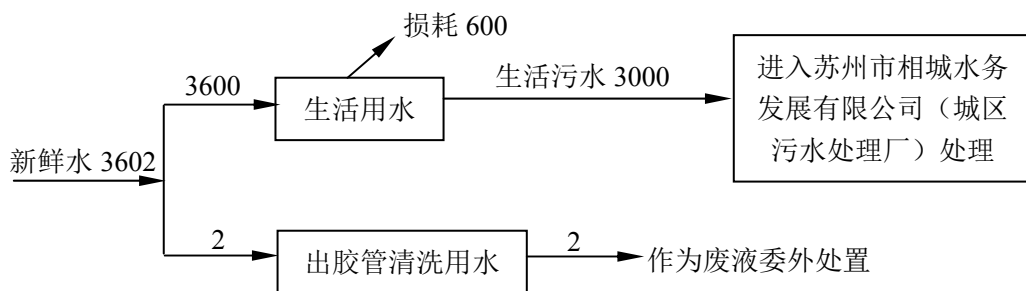 损耗 600
3600
生活用水
生活污水 3000
进入苏州市相城水务
发展有限公司（城区
污水处理厂）处理
新鲜水 3602
2
出胶管清洗用水
2
作为废液委外处置